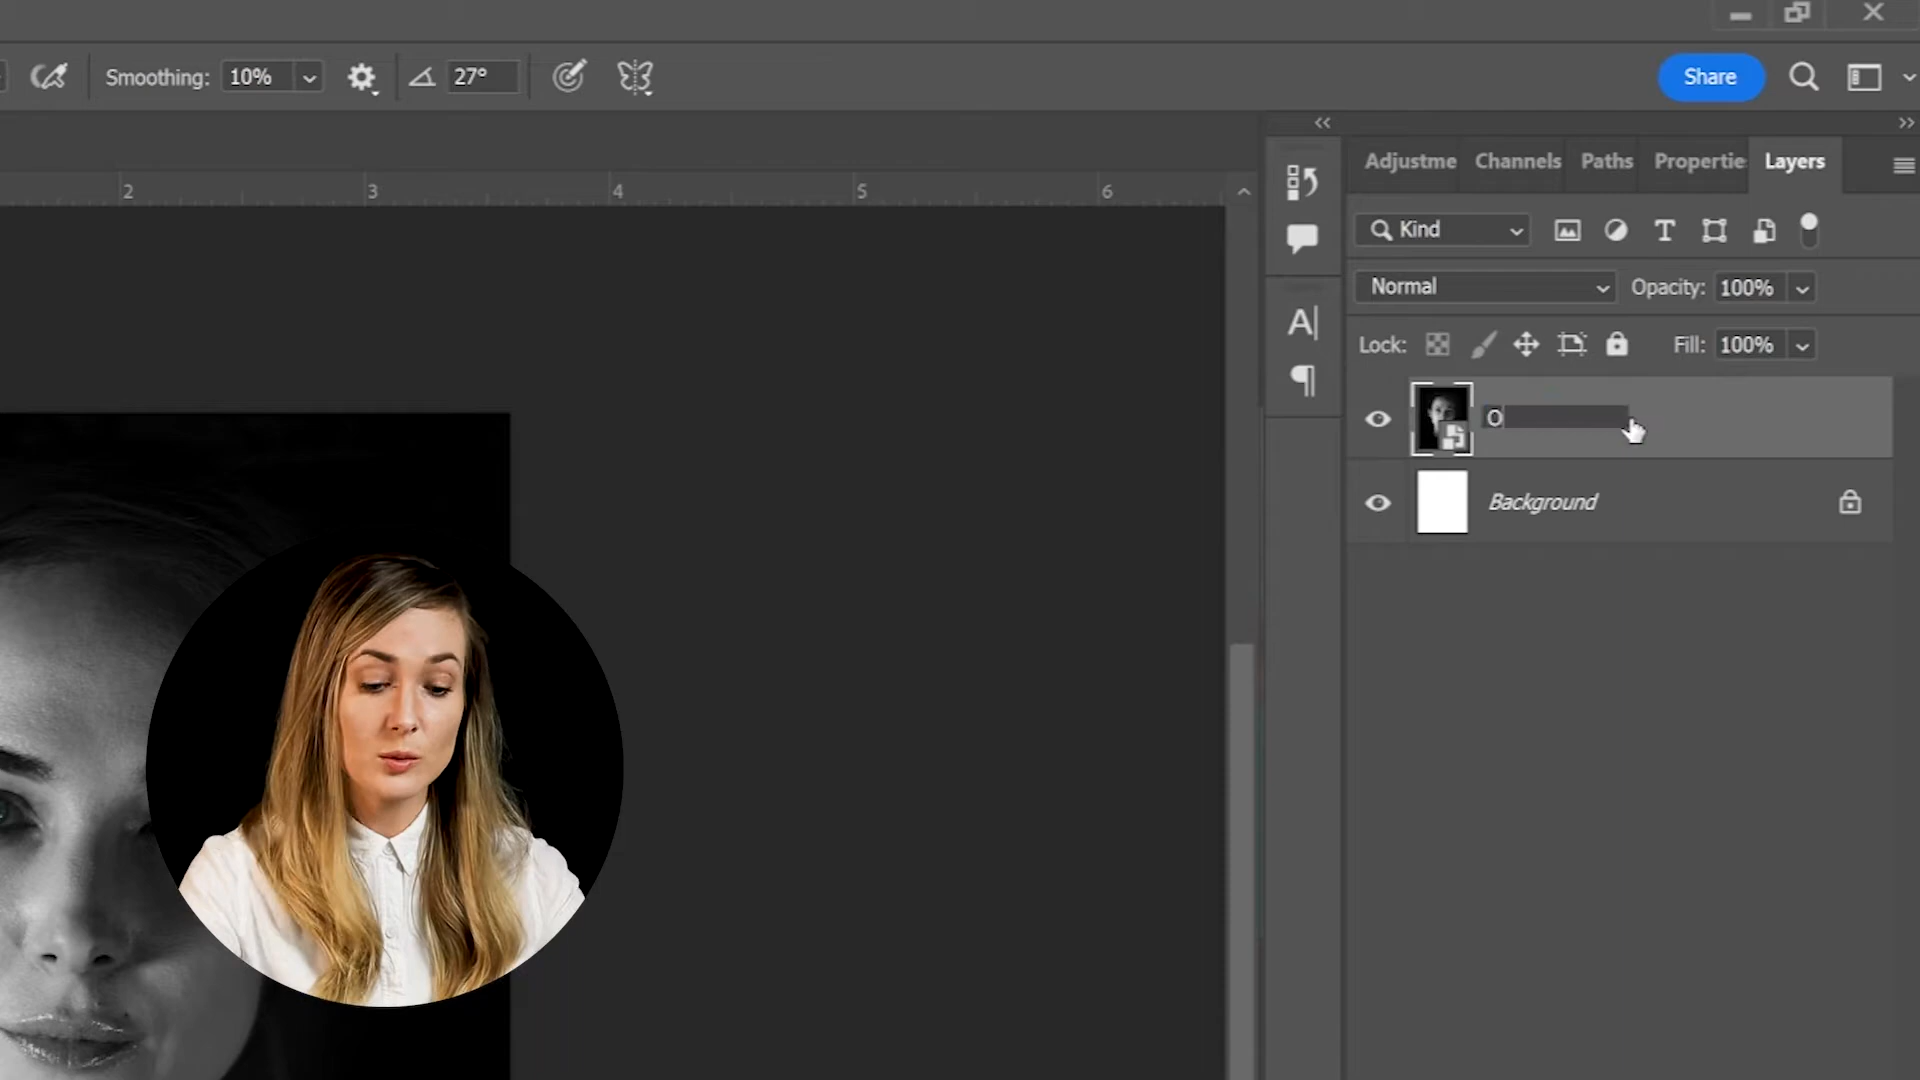 Smoothing: 10% 27° Share
Adjustme Channels Paths Propertie Layers
2 3 4 5 6
Kind T
Normal Opacity: 100%
A|
Lock: Fill: 100%
¶
O
Background